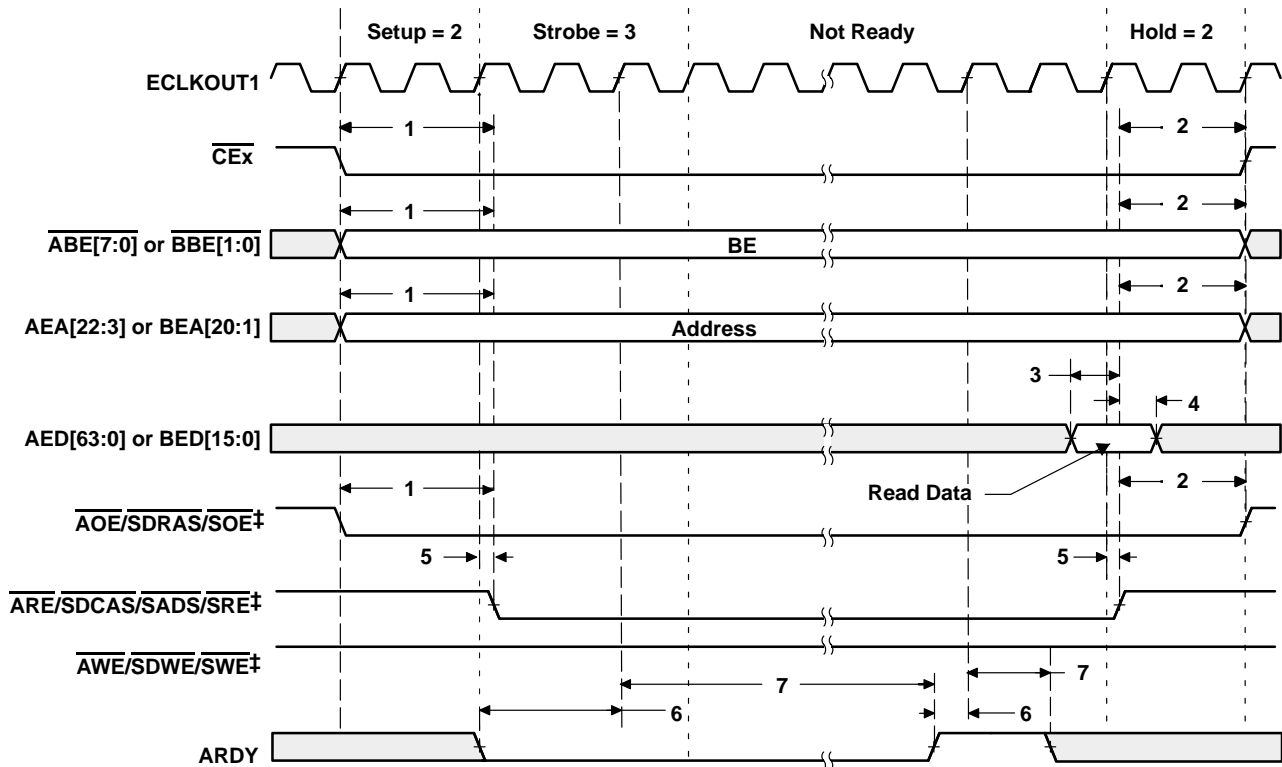 Setup = 2 Strobe = 3 Not Ready Hold = 2
ECLKOUT1
1 2
CEx
1 2
ABE[7:0] or BBE[1:0] BE
1 2
AEA[22:3] or BEA[20:1] Address
3
4
AED[63:0] or BED[15:0]
Read Data
1 2
AOE/SDRAS/SOE‡
5 5
ARE/SDCAS/SADS/SRE‡
AWE/SDWE/SWE‡
7 7
6 6
ARDY